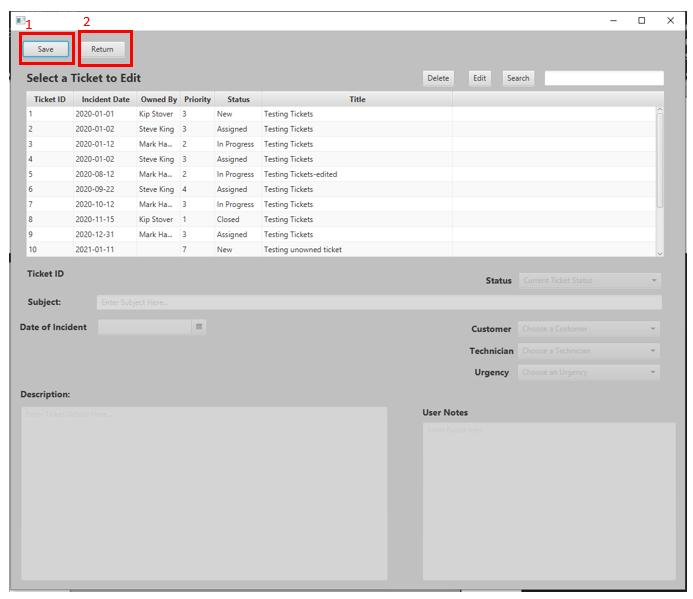 1 2
Save Return
Select a Ticket to Edit Delete Edit Search
Ticket ID Incident Date Owned By Priority Status Title
1 2020-01-01 Kip Stover 3 New Testing Tickets
2 2020-01-02 Steve King 3 Assigned Testing Tickets
3 2020-01-12 Mark Ha... 2 In Progress Testing Tickets
4 2020-01-02 Steve King 3 Assigned Testing Tickets
5 2020-08-12 Mark Ha... 2 In Progress Testing Tickets-edited
6 2020-09-22 Steve King 4 Assigned Testing Tickets
7 2020-10-12 Mark Ha... 3 In Progress Testing Tickets
8 2020-11-15 Kip Stover 1 Closed Testing Tickets
9 2020-12-31 Mark Ha... 3 Assigned Testing Tickets
10 2021-01-11 7 New Testing unowned ticket
Ticket ID
Status Current Ticket Status
Subject: Enter Subject Here...
Date of Incident
Customer Choose a Customer
Technician Choose a Technician
Urgency Choose an Urgency
Description:
User Notes
Enter Ticket Details Here...